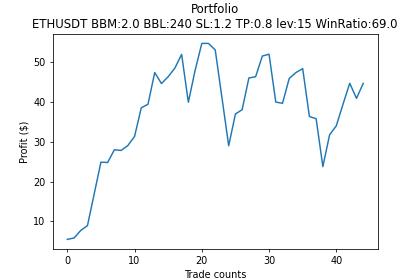 Portfolio
ETHUSDT BBM:2.0 BBL:240 SL:1.2 TP:0.8 lev:15 WinRatio:69.0
50
40
30
20
10
Profit ($)
0 10 20 30 40
Trade counts